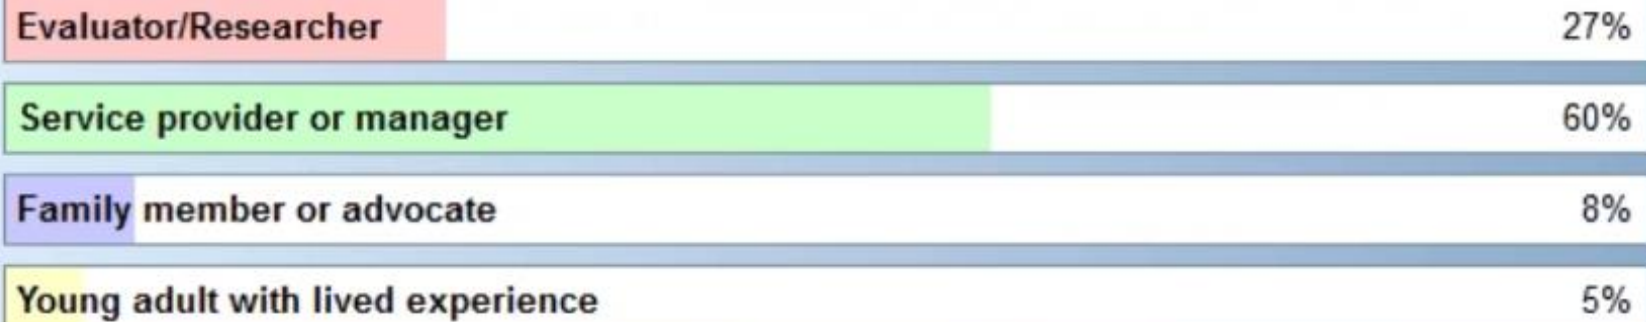 Evaluator/Researcher 27%
Service provider or manager 60%
Family member or advocate 8%
Young adult with lived experience 5%